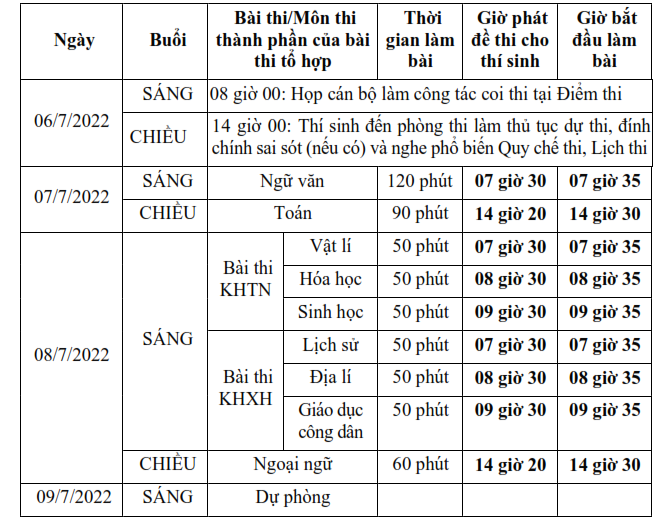 Ngày
Buổi
Bài thi/Môn thi
thành phần của bài
thi tổ hợp
Thời
gian làm
bài
Giờ phát
đề thi cho
thí sinh
Giờ bắt
đầu làm
bài
06/7/2022
SÁNG
08 giờ 00: Họp cán bộ làm công tác coi thi tại Điểm thi
CHIỀU
14 giờ 00: Thí sinh đến phòng thi làm thủ tục dự thi, đính
chính sai sót (nếu có) và nghe phổ biến Quy chế thi, Lịch thi
07/7/2022
SÁNG
Ngữ văn
120 phút
07 giờ 30
07 giờ 35
CHIỀU
Toán
90 phút
14 giờ 20
14 giờ 30
08/7/2022
SÁNG
Bài thi
KHTN
Vật lí
50 phút
07 giờ 30
07 giờ 35
Hóa học
50 phút
08 giờ 30
08 giờ 35
Sinh học
50 phút
09 giờ 30
09 giờ 35
Bài thi
KHXH
Lịch sử
50 phút
07 giờ 30
07 giờ 35
Địa lí
50 phút
08 giờ 30
08 giờ 35
Giáo dục
công dân
50 phút
09 giờ 30
09 giờ 35
CHIỀU
Ngoại ngữ
60 phút
14 giờ 20
14 giờ 30
09/7/2022
SÁNG
Dự phòng